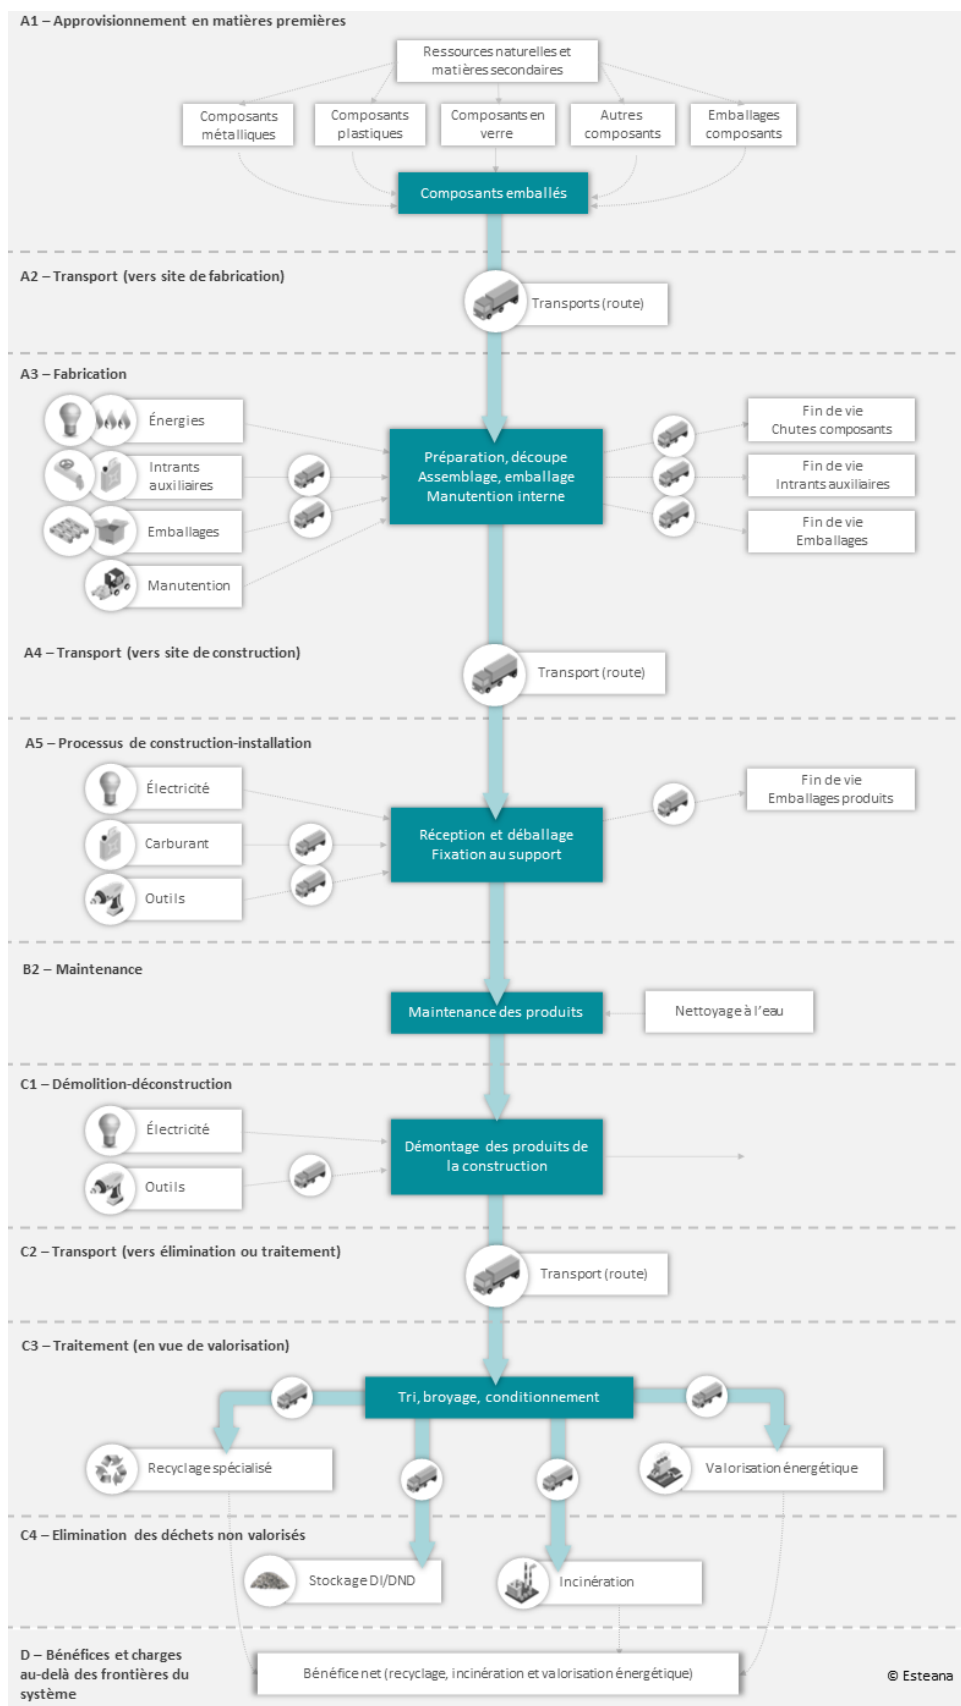 A1 – Approvisionnement en matières premières
Ressources naturelles et
matières secondaires
Composants
métalliques
Composants
plastiques
Composants en
verre
Autres
composants
Emballages
composants
Composants emballés
A2 – Transport (vers site de fabrication)
Transports (route)
A3 – Fabrication
Énergies
Intrants
auxiliaires
Emballages
Manutention
Préparation, découpe
Assemblage, emballage
Manutention interne
Fin de vie
Chutes composants
Fin de vie
Intrants auxiliaires
Fin de vie
Emballages
A4 – Transport (vers site de construction)
Transport (route)
A5 – Processus de construction-installation
Électricité
Carburant
Outils
Réception et déballage
Fixation au support
Fin de vie
Emballages produits
B2 – Maintenance
Maintenance des produits
Nettoyage à l’eau
C1 – Démolition-déconstruction
Électricité
Outils
Démontage des produits de
la construction
C2 – Transport (vers élimination ou traitement)
Transport (route)
C3 – Traitement (en vue de valorisation)
Tri, broyage, conditionnement
Recyclage spécialisé
Valorisation énergétique
C4 – Elimination des déchets non valorisés
Stockage DI/DND
Incinération
D – Bénéfices et charges
au-delà des frontières du
système
Bénéfice net (recyclage, incinération et valorisation énergétique)
© Esteana